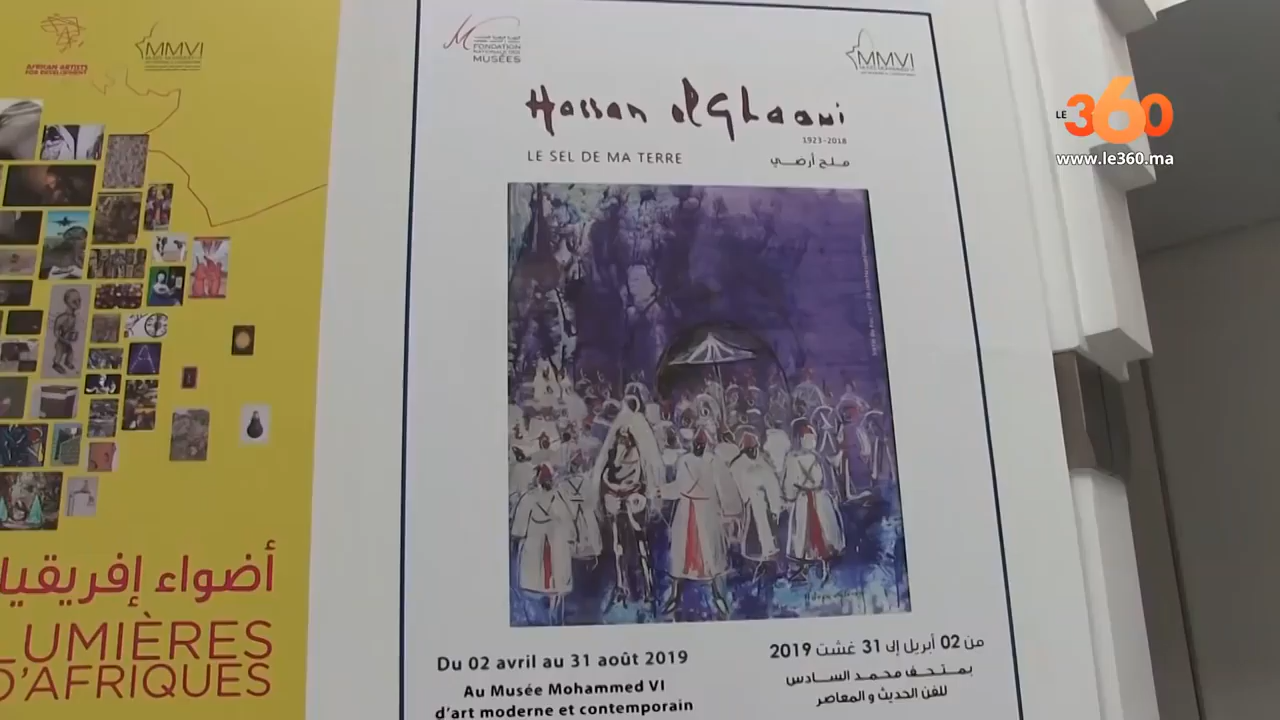 AFRICAN ARTISTS
FOR DEVELOPMENT
MMVI
أضواء إفريقيا
LUMIÈRES
D'AFRIQUES
FONDATION
NATIONALE DES
MUSÉES
MMVI
Hassan el Glaoui
1923-2018
LE SEL DE MA TERRE
ملح أرضي
Du 02 avril au 31 août 2019
Au Musée Mohammed VI
d'art moderne et contemporain
من 02 أبريل إلى 31 غشت 2019
بمتحف محمد السادس
للفن الحديث و المعاصر
LE 360
www.le360.ma